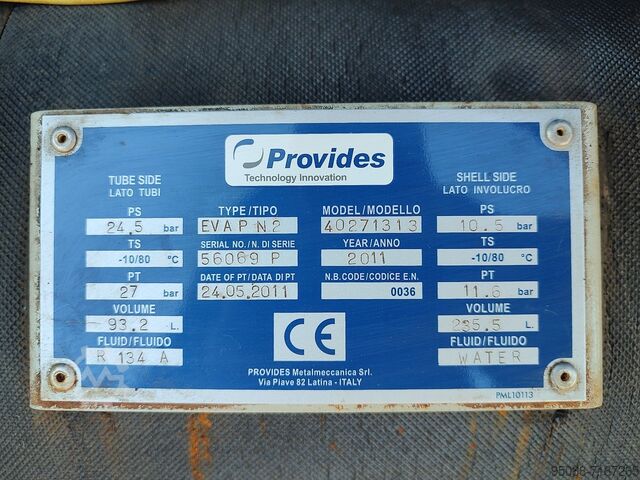 Provides
Technology Innovation
TUBE SIDE
LATO TUBI
PS
24,5 bar
TS
-10/80 °C
PT
27 bar
VOLUME
93.2 L.
FLUID/FLUIDO
R 134 A
TYPE/TIPO
EVAP N.2
SERIAL NO./N. DI SERIE
56069 P
DATE OF PT/DATA DI PT
24.05.2011
MODEL/MODELLO
40271313
YEAR/ANNO
2011
N.B. CODE/CODICE E.N.
0036
CE
PROVIDES Metalmeccanica Srl.
Via Piave 82 Latina - ITALY
SHELL SIDE
LATO INVOLUCRO
PS
10.5 bar
TS
-10/80 °C
PT
11.6 bar
VOLUME
L.
FLUID/FLUIDO
WATER
PML10113